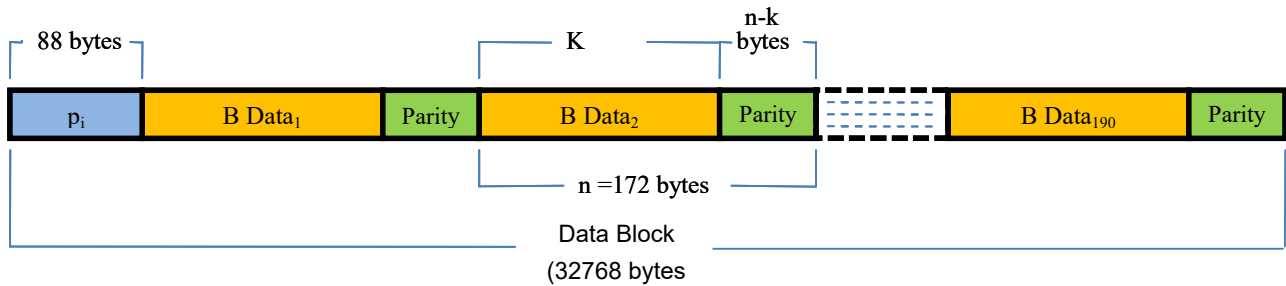 n-k
88 bytes
K
bytes
pᵢ
B Data₁
Parity
B Data₂
Parity
B Data₁₉₀
Parity
n =172 bytes
Data Block
(32768 bytes